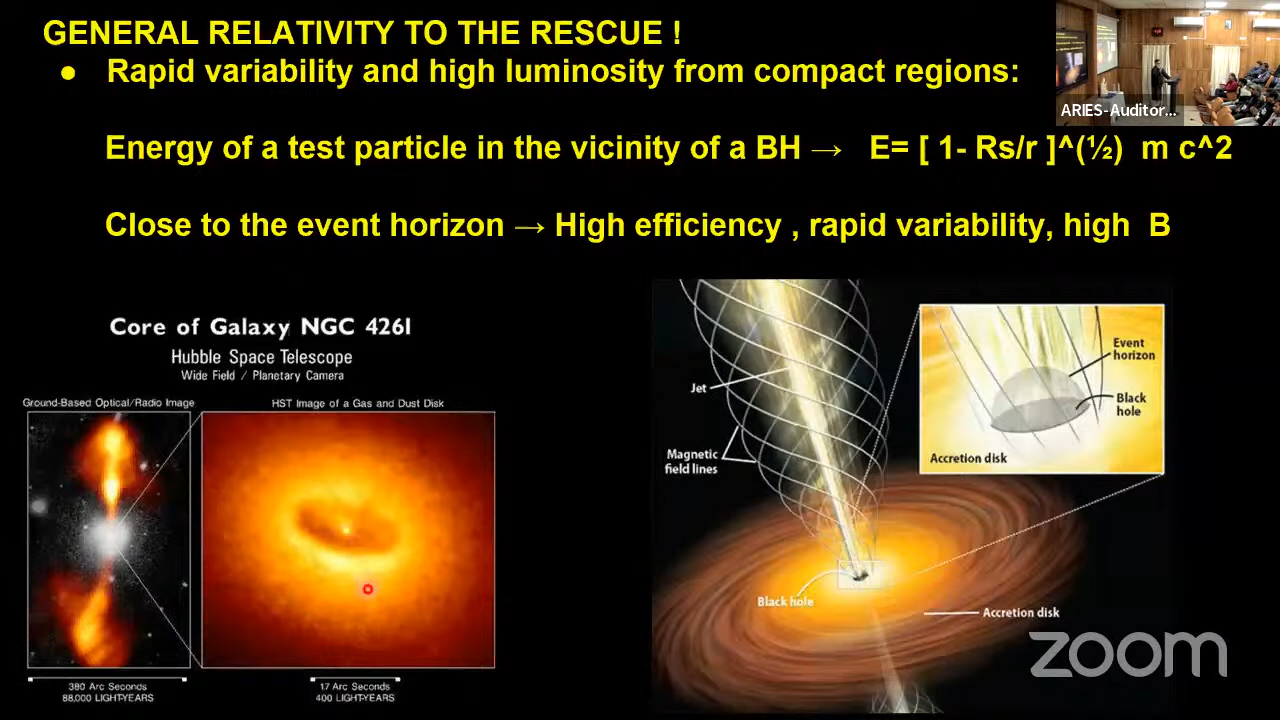 GENERAL RELATIVITY TO THE RESCUE !
● Rapid variability and high luminosity from compact regions:
ARIES-Auditor...
Energy of a test particle in the vicinity of a BH → E= [ 1- Rs/r ]^(½) m c^2
Close to the event horizon → High efficiency , rapid variability, high B
Core of Galaxy NGC 4261
Hubble Space Telescope
Wide Field / Planetary Camera
Ground-Based Optical/Radio Image
HST Image of a Gas and Dust Disk
380 Arc Seconds
88,000 LIGHT-YEARS
17 Arc Seconds
400 LIGHT-YEARS
Jet
Magnetic
field lines
Event
horizon
Black
hole
Accretion disk
Black hole
Accretion disk
zoom